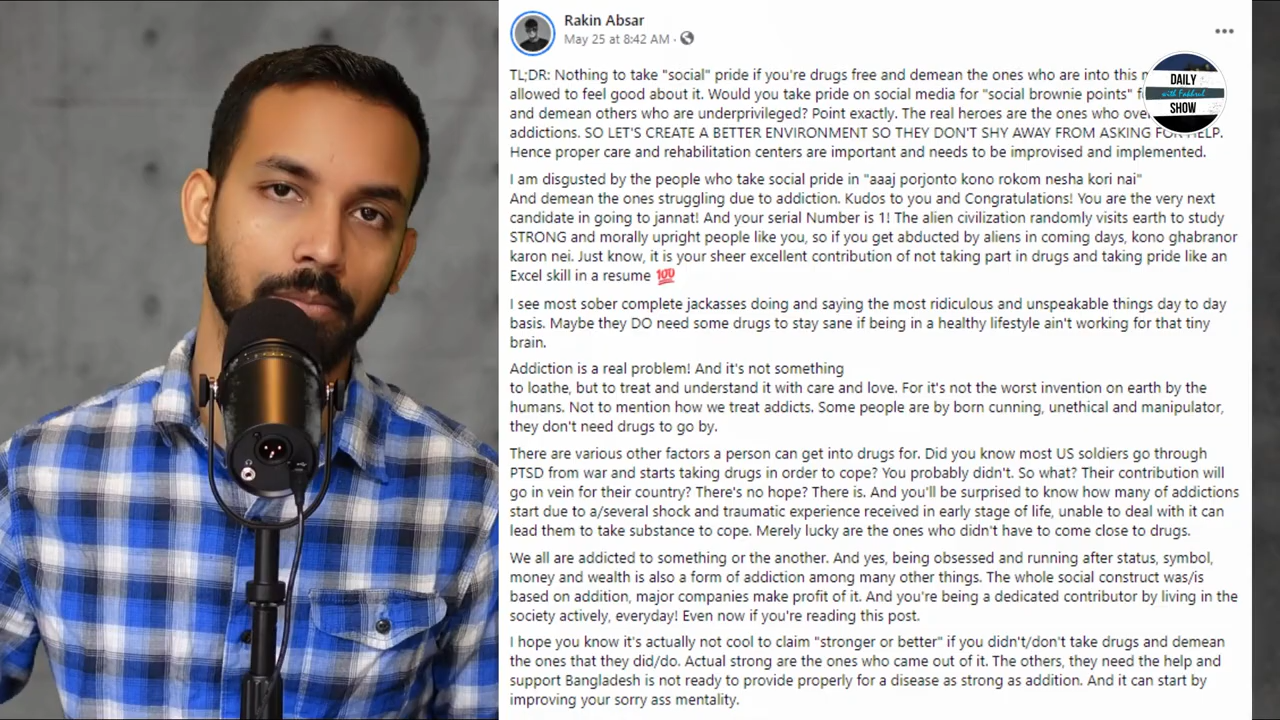 Rakin Absar
May 25 at 8:42 AM ·
TL;DR: Nothing to take "social" pride if you're drugs free and demean the ones who are into this
allowed to feel good about it. Would you take pride on social media for "social brownie points"
and demean others who are underprivileged? Point exactly. The real heroes are the ones who
addictions. SO LET'S CREATE A BETTER ENVIRONMENT SO THEY DON'T SHY AWAY FROM ASKING FOR HELP.
Hence proper care and rehabilitation centers are important and needs to be improvised and implemented.
I am disgusted by the people who take social pride in "aaaj porjonto kono rokom nesha kori nai"
And demean the ones struggling due to addiction. Kudos to you and Congratulations! You are the very next
candidate in going to jannat! And your serial Number is 1! The alien civilization randomly visits earth to study
STRONG and morally upright people like you, so if you get abducted by aliens in coming days, kono ghabranor
karon nei. Just know, it is your sheer excellent contribution of not taking part in drugs and taking pride like an
Excel skill in a resume 💯
I see most sober complete jackasses doing and saying the most ridiculous and unspeakable things day to day
basis. Maybe they DO need some drugs to stay sane if being in a healthy lifestyle ain't working for that tiny
brain.
Addiction is a real problem! And it's not something
to loathe, but to treat and understand it with care and love. For it's not the worst invention on earth by the
humans. Not to mention how we treat addicts. Some people are by born cunning, unethical and manipulator,
they don't need drugs to go by.
There are various other factors a person can get into drugs for. Did you know most US soldiers go through
PTSD from war and starts taking drugs in order to cope? You probably didn't. So what? Their contribution will
go in vein for their country? There's no hope? There is. And you'll be surprised to know how many of addictions
start due to a/several shock and traumatic experience received in early stage of life, unable to deal with it can
lead them to take substance to cope. Merely lucky are the ones who didn't have to come close to drugs.
We all are addicted to something or the another. And yes, being obsessed and running after status, symbol,
money and wealth is also a form of addiction among many other things. The whole social construct was/is
based on addition, major companies make profit of it. And you're being a dedicated contributor by living in the
society actively, everyday! Even now if you're reading this post.
I hope you know it's actually not cool to claim "stronger or better" if you didn't/don't take drugs and demean
the ones that they did/do. Actual strong are the ones who came out of it. The others, they need the help and
support Bangladesh is not ready to provide properly for a disease as strong as addition. And it can start by
improving your sorry ass mentality.
DAILY
with Fakhrul
SHOW